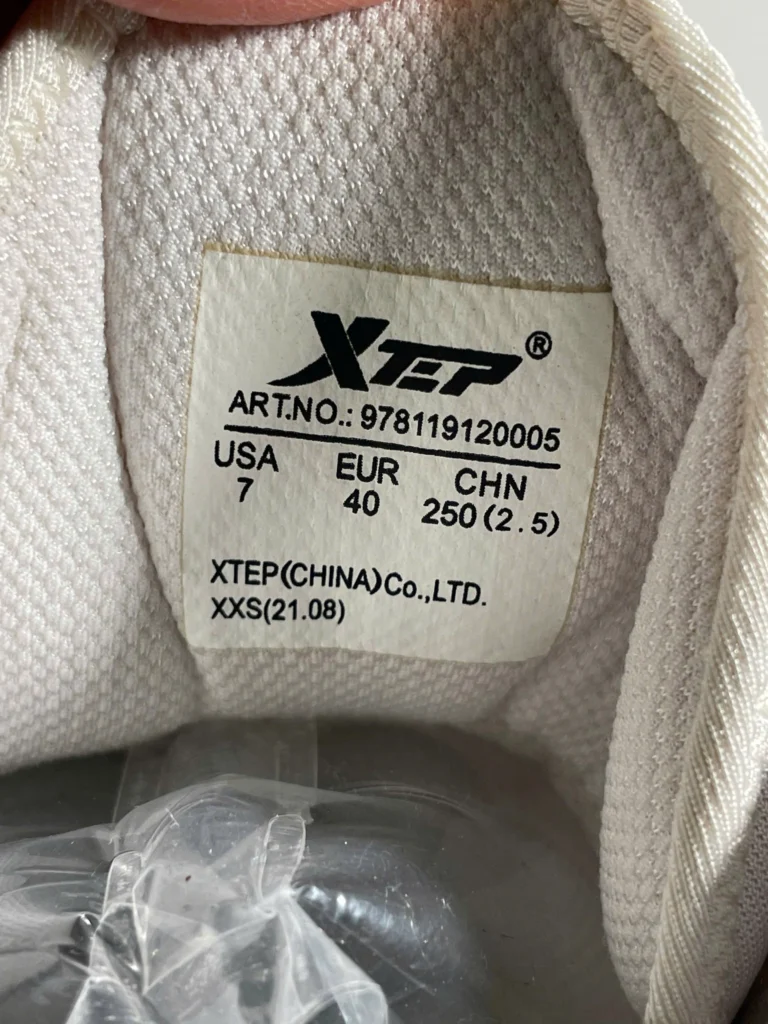 XTEP®
ART.NO.: 978119120005
USA EUR CHN
7 40 250(2.5)
XTEP(CHINA)Co.,LTD.
XXS(21.08)